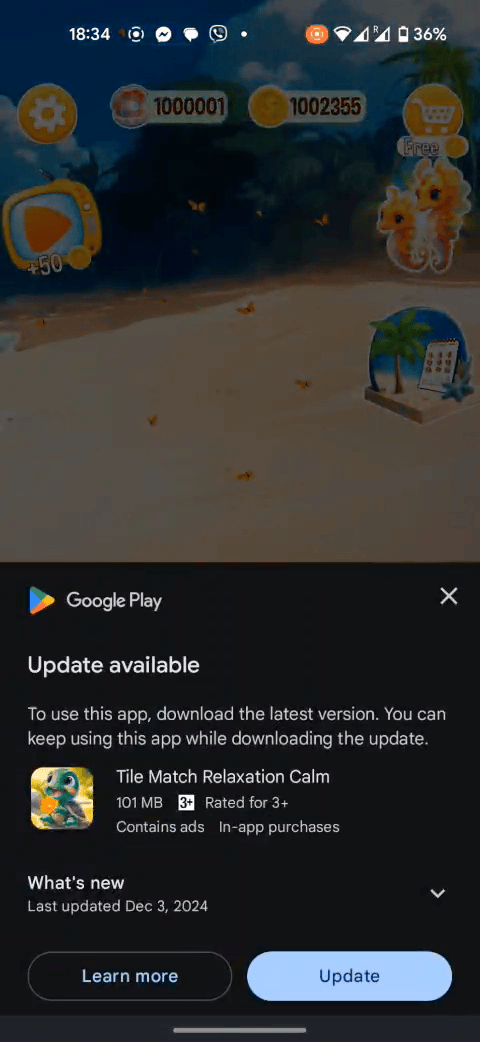 18:34
R
36%
1000001
1002355
Free
+50
Google Play
Update available
To use this app, download the latest version. You can
keep using this app while downloading the update.
Tile Match Relaxation Calm
101 MB 3+ Rated for 3+
Contains ads In-app purchases
What's new
Last updated Dec 3, 2024
Learn more
Update